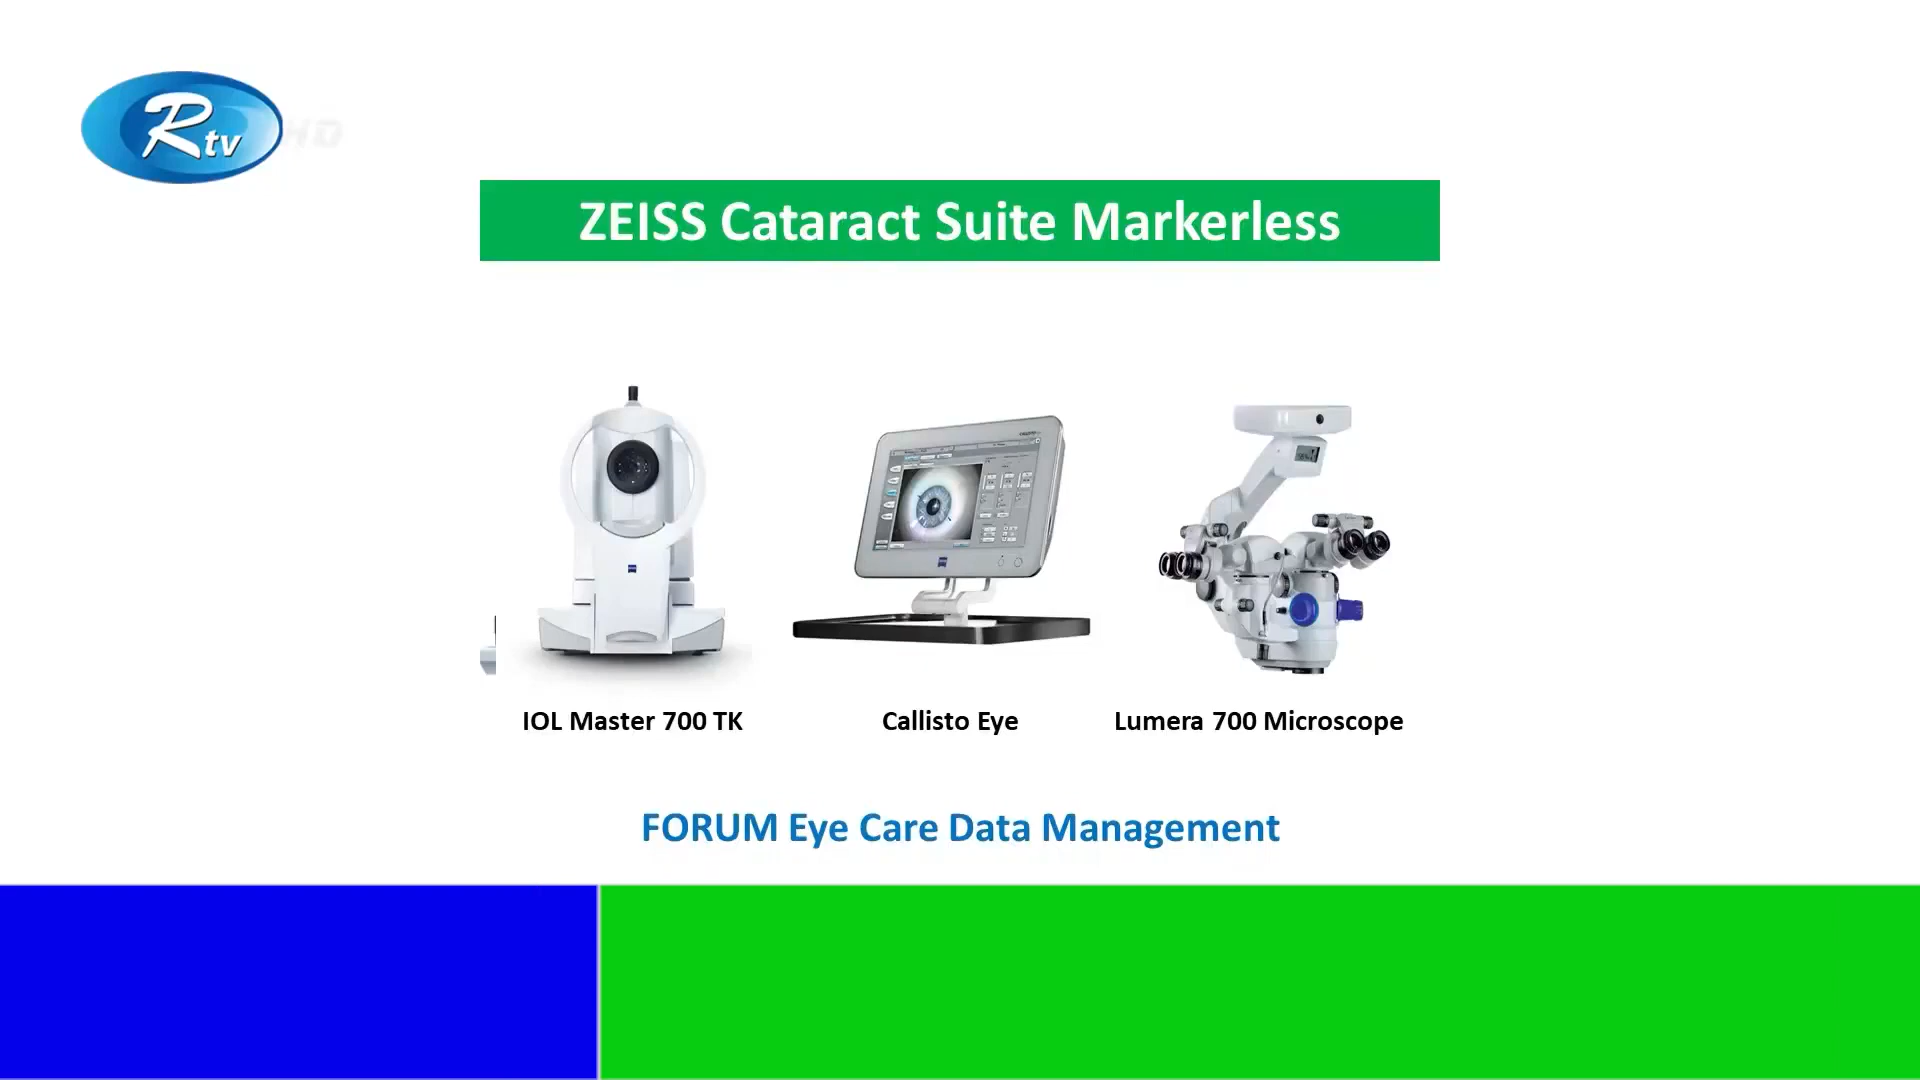 Rtv
HD
ZEISS Cataract Suite Markerless
IOL Master 700 TK
Callisto Eye
Lumera 700 Microscope
FORUM Eye Care Data Management